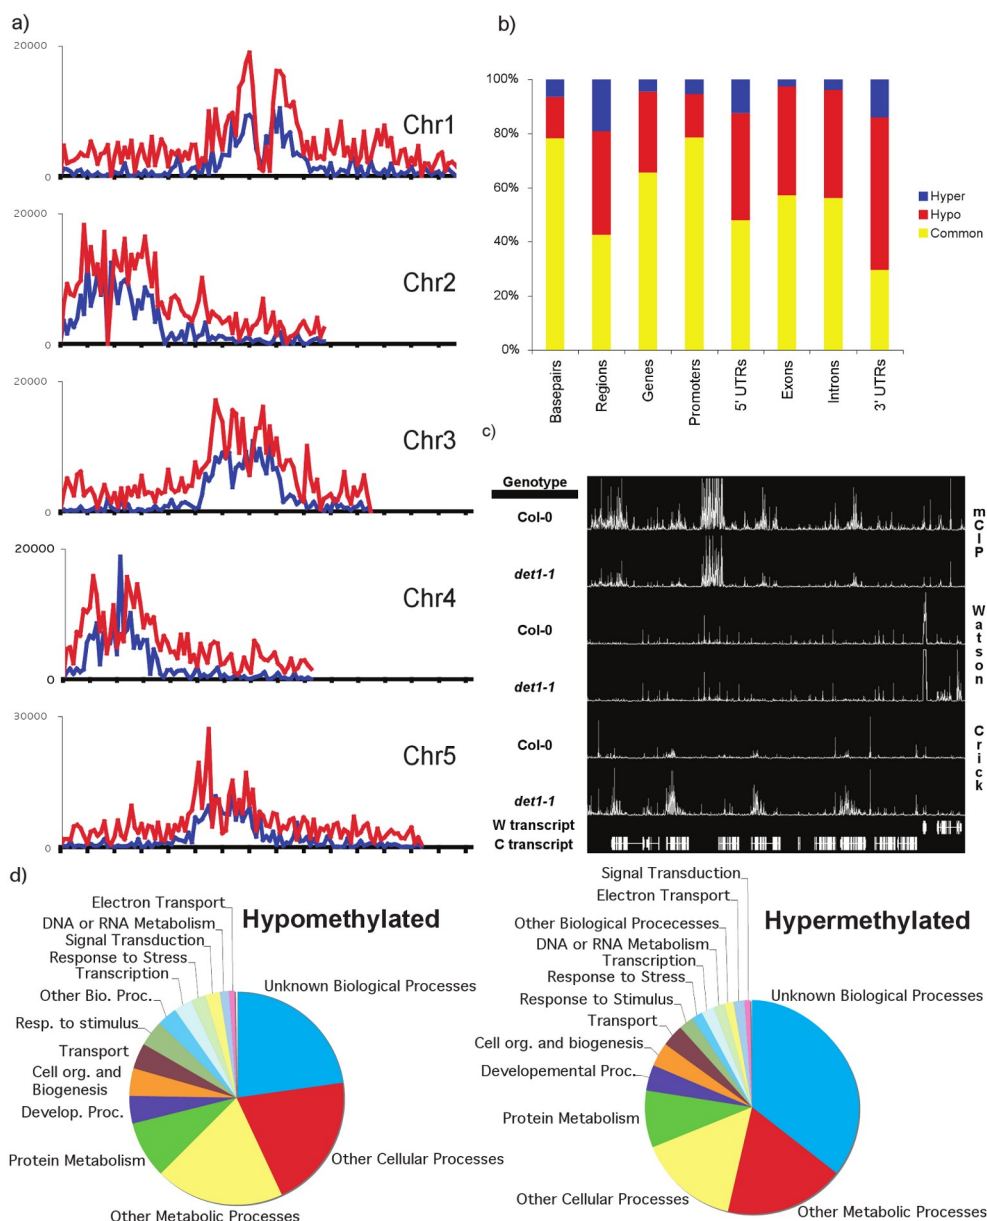 a)
20000
Chr1
0
20000
Chr2
0
20000
Chr3
0
20000
Chr4
0
30000
Chr5
0
b)
100%
80%
60%
40%
20%
0%
Hyper
Hypo
Common
Basepairs
Regions
Genes
Promoters
5' UTRs
Exons
Introns
3' UTRs
c)
Genotype
Col-0
det1-1
Col-0
det1-1
Col-0
det1-1
W transcript
C transcript
mCIP
Watson
Crick
d)
Hypomethylated
Electron Transport
DNA or RNA Metabolism
Signal Transduction
Response to Stress
Transcription
Other Bio. Proc.
Resp. to stimulus
Transport
Cell org. and
Biogenesis
Develop. Proc.
Protein Metabolism
Other Metabolic Processes
Other Cellular Processes
Unknown Biological Processes
Hypermethylated
Signal Transduction
Electron Transport
Other Biological Procecesses
DNA or RNA Metabolism
Transcription
Response to Stress
Response to Stimulus
Transport
Cell org. and biogenesis
Developemental Proc.
Protein Metabolism
Other Cellular Processes
Other Metabolic Processes
Unknown Biological Processes